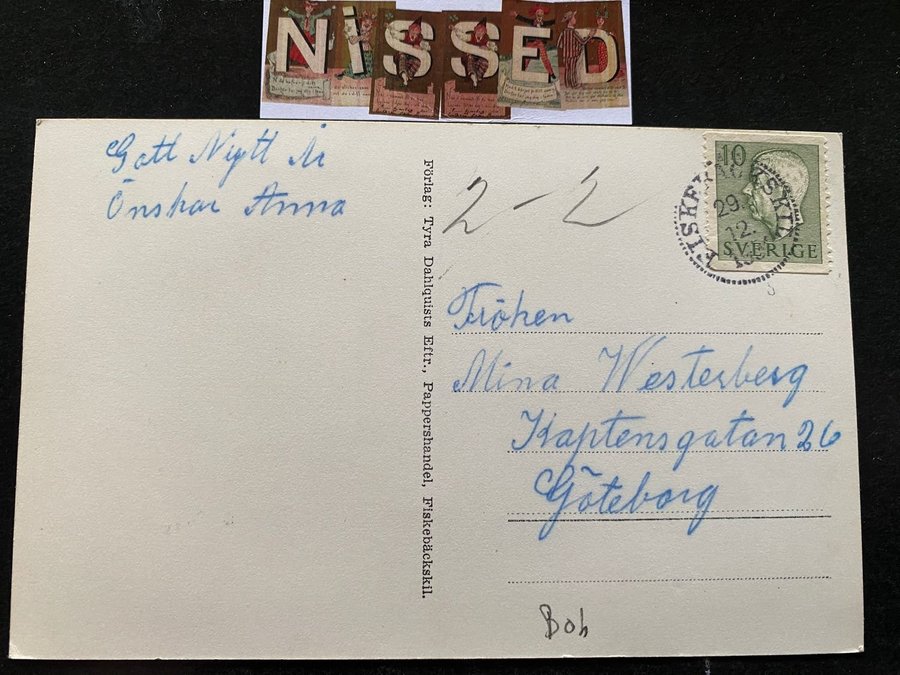 NiSSED
Gott Nytt År
Önskar Anna
Förlag: Tyra Dahlquists Eftr., Pappershandel, Fiskebäckskil.
2 - 2
10
SVERIGE
FISKEBÄCKSKIL
29.
12.
Fröken
Mina Westerberg
Kaptensgatan 26
Göteborg
Boh